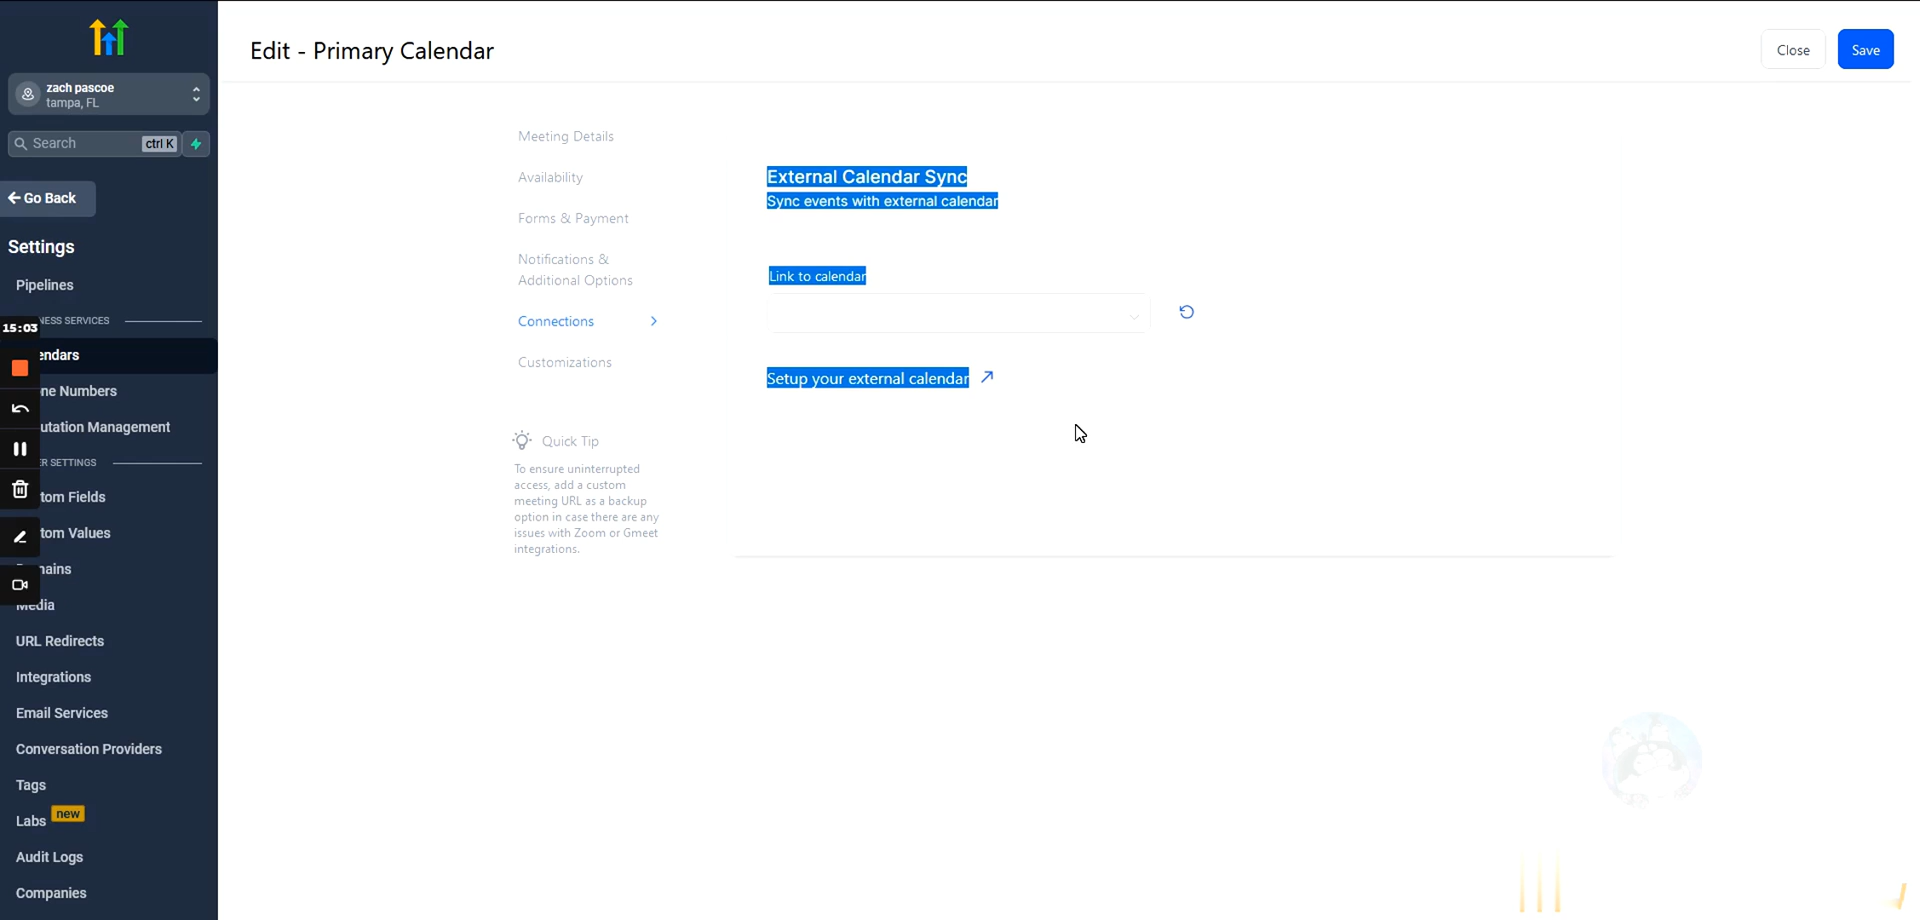 Edit - Primary Calendar
Close
Save
zach pascoe
tampa, FL
Search
ctrl K
Go Back
Settings
Pipelines
NESS SERVICES
15:03
endars
ne Numbers
utation Management
R SETTINGS
tom Fields
tom Values
mains
Media
URL Redirects
Integrations
Email Services
Conversation Providers
Tags
Labs new
Audit Logs
Companies
Meeting Details
Availability
Forms & Payment
Notifications &
Additional Options
Connections
Customizations
Quick Tip
To ensure uninterrupted
access, add a custom
meeting URL as a backup
option in case there are any
issues with Zoom or Gmeet
integrations.
External Calendar Sync
Sync events with external calendar
Link to calendar
Setup your external calendar